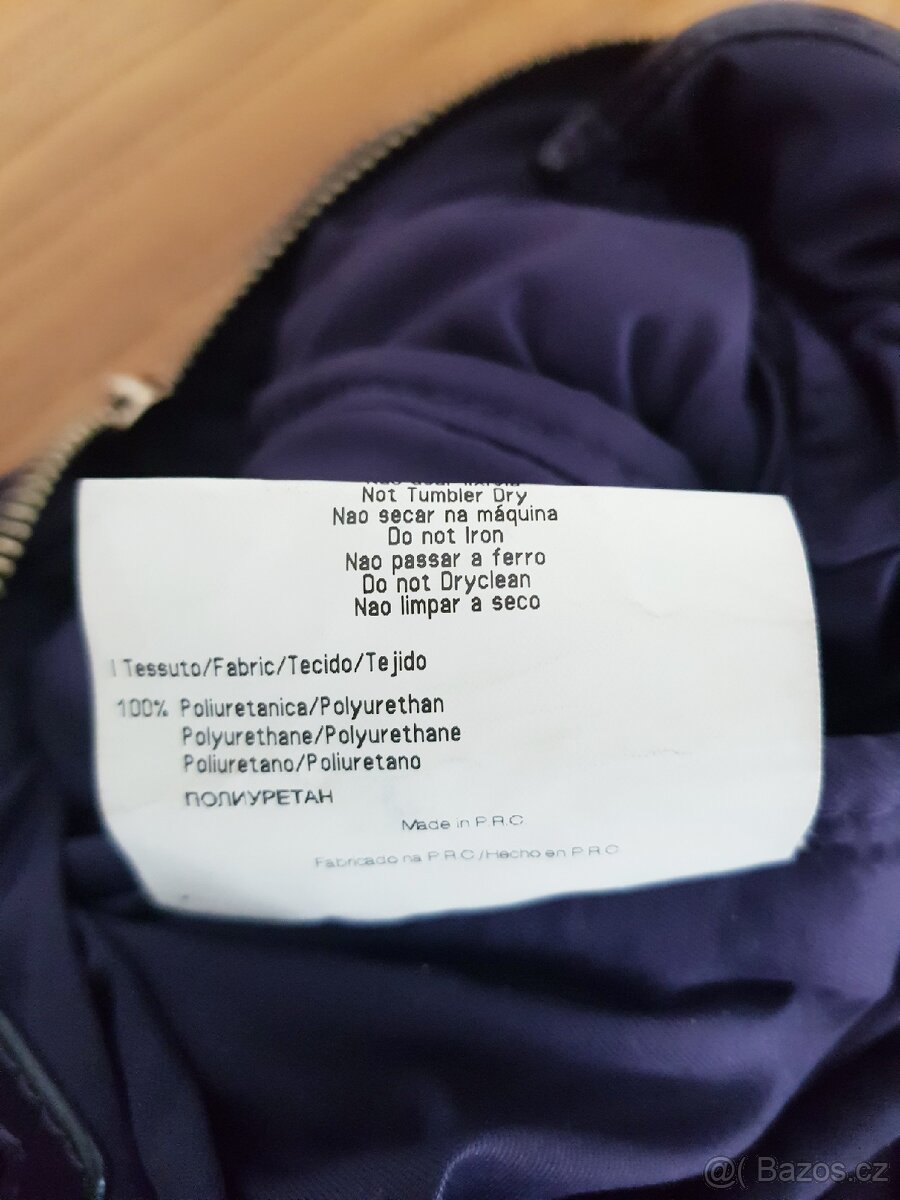 Not Tumbler Dry
Nao secar na máquina
Do not Iron
Nao passar a ferro
Do not Dryclean
Nao limpar a seco
I Tessuto/Fabric/Tecido/Tejido
100% Poliuretanica/Polyurethan
Polyurethane/Polyurethane
Poliuretano/Poliuretano
ПОЛИУРЕТАН
Made in P.R.C
Fabricado na P.R.C/Hecho en P.R.C
@( Bazos.cz